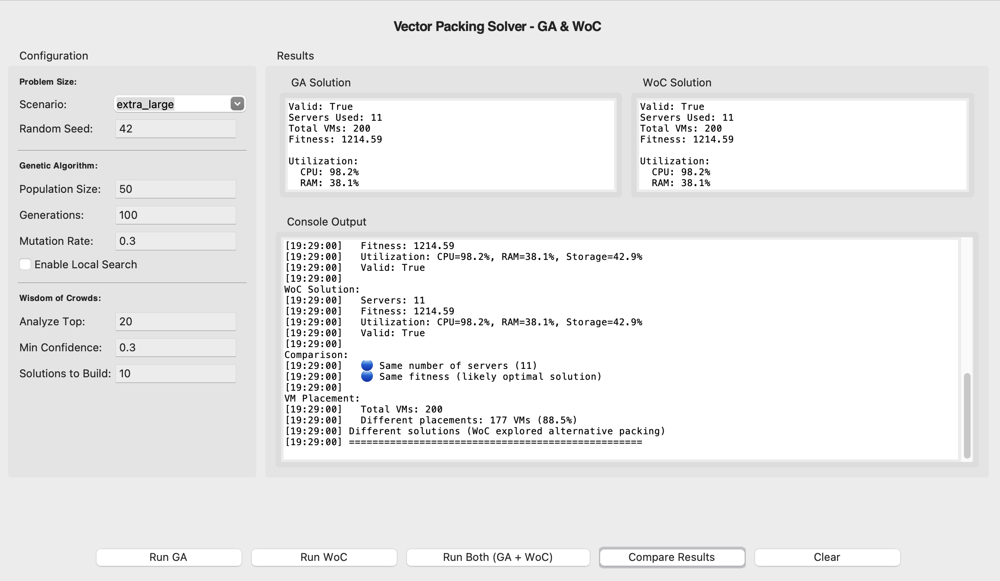 Vector Packing Solver - GA & WoC
Configuration
Problem Size:
Scenario: extra_large
Random Seed: 42
Genetic Algorithm:
Population Size: 50
Generations: 100
Mutation Rate: 0.3
Enable Local Search
Wisdom of Crowds:
Analyze Top: 20
Min Confidence: 0.3
Solutions to Build: 10
Results
GA Solution
Valid: True
Servers Used: 11
Total VMs: 200
Fitness: 1214.59
Utilization:
CPU: 98.2%
RAM: 38.1%
WoC Solution
Valid: True
Servers Used: 11
Total VMs: 200
Fitness: 1214.59
Utilization:
CPU: 98.2%
RAM: 38.1%
Console Output
[19:29:00] Fitness: 1214.59
[19:29:00] Utilization: CPU=98.2%, RAM=38.1%, Storage=42.9%
[19:29:00] Valid: True
[19:29:00]
WoC Solution:
[19:29:00] Servers: 11
[19:29:00] Fitness: 1214.59
[19:29:00] Utilization: CPU=98.2%, RAM=38.1%, Storage=42.9%
[19:29:00] Valid: True
[19:29:00]
Comparison:
[19:29:00] 🔵 Same number of servers (11)
[19:29:00] 🔵 Same fitness (likely optimal solution)
[19:29:00]
VM Placement:
[19:29:00] Total VMs: 200
[19:29:00] Different placements: 177 VMs (88.5%)
[19:29:00] Different solutions (WoC explored alternative packing)
[19:29:00] ==================================================
Run GA
Run WoC
Run Both (GA + WoC)
Compare Results
Clear